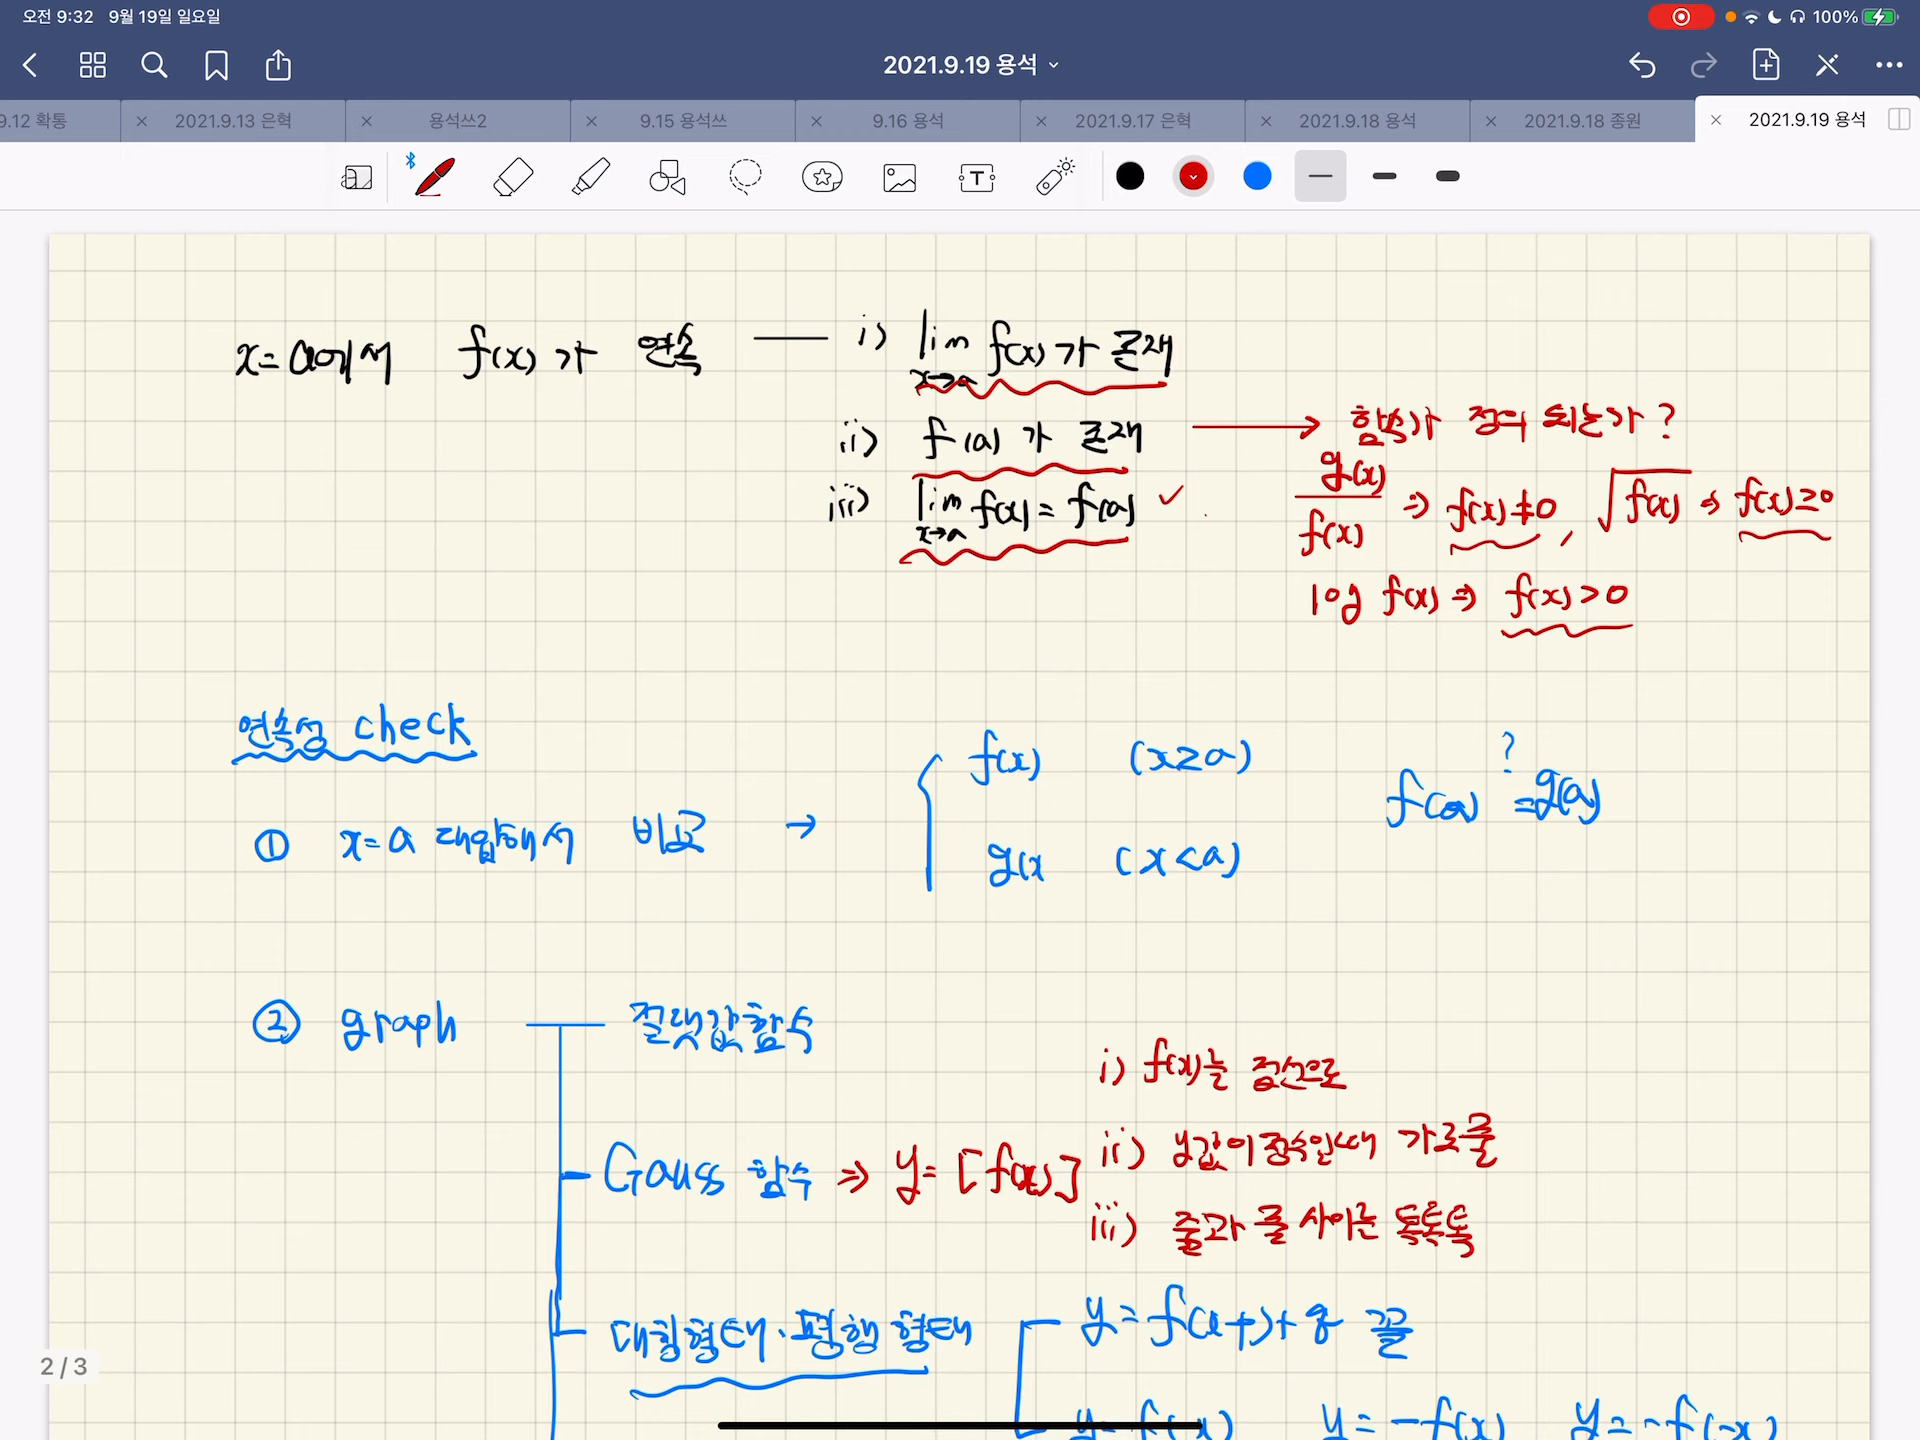 오전 9:32 9월 19일 일요일
100%
2021.9.19 용석
9.12 확통
2021.9.13 은혁
용석쓰2
9.15 용석쓰
9.16 용석
2021.9.17 은혁
2021.9.18 용석
2021.9.18 종원
2021.9.19 용석
x=a에서 f(x)가 연속 — i) lim x→a f(x)가 존재
ii) f(a)가 존재 → 함수가 정의 되는가?
iii) lim x→a f(x) = f(a) ✓
g(x)/f(x) ⇒ f(x)≠0, √f(x) ⇒ f(x)≥0
log f(x) ⇒ f(x)>0
연속성 check
① x=a 대입해서 비교 →
f(x) (x≥a)
g(x (x<a)
f(a) ?= g(a)
② graph — 절댓값함수
Gauss 함수 ⇒ y=[f(x)]
i) f(x)는 점선으로
ii) y값이 정수인 때 가로줄
iii) 줄과 줄 사이는 톡톡톡
대칭형태·평행형태
y=f(x-p)+q 꼴
y=-f(x) y=-f(-x)
2 / 3